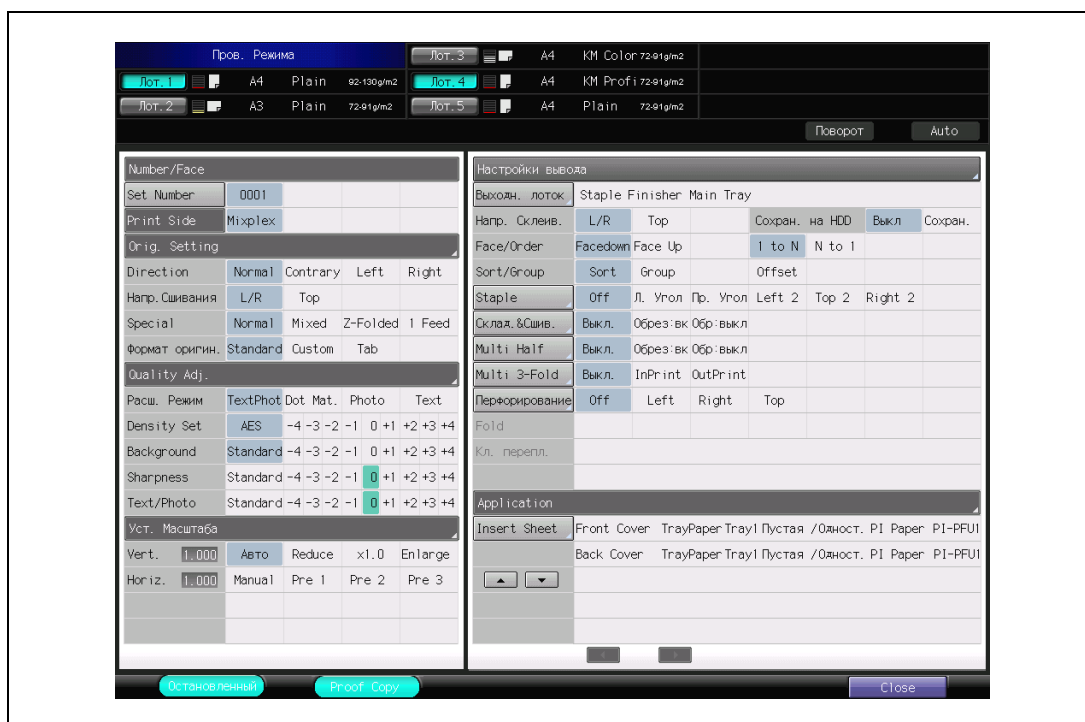 Пров. Режима
Лот.1 A4 Plain 92-130g/m2
Лот.2 A3 Plain 72-91g/m2
Лот.3 A4 KM Color 72-91g/m2
Лот.4 A4 KM Profi 72-91g/m2
Лот.5 A4 Plain 72-91g/m2
Поворот Auto
Number/Face
Set Number 0001
Print Side Mixplex
Orig. Setting
Direction Normal Contrary Left Right
Напр.Сшивания L/R Top
Special Normal Mixed Z-Folded 1 Feed
Формат оригин. Standard Custom Tab
Quality Adj.
Расш. Режим TextPhot Dot Mat. Photo Text
Density Set AES -4 -3 -2 -1 0 +1 +2 +3 +4
Background Standard -4 -3 -2 -1 0 +1 +2 +3 +4
Sharpness Standard -4 -3 -2 -1 0 +1 +2 +3 +4
Text/Photo Standard -4 -3 -2 -1 0 +1 +2 +3 +4
Уст. Масштаба
Vert. 1.000 Авто Reduce x1.0 Enlarge
Horiz. 1.000 Manual Pre 1 Pre 2 Pre 3
Настройки вывода
Выходн. лоток Staple Finisher Main Tray
Напр. Склеив. L/R Top Сохран. на HDD Выкл Сохран.
Face/Order Facedown Face Up 1 to N N to 1
Sort/Group Sort Group Offset
Staple Off Л. Угол Пр. Угол Left 2 Top 2 Right 2
Склад.&Сшив. Выкл. Обрез:вк Обр:выкл
Multi Half Выкл. Обрез:вк Обр:выкл
Multi 3-Fold Выкл. InPrint OutPrint
Перфорирование Off Left Right Top
Fold
Кл. перепл.
Application
Insert Sheet Front Cover TrayPaper Tray1 Пустая /Одност. PI Paper PI-PFU1
Back Cover TrayPaper Tray1 Пустая /Одност. PI Paper PI-PFU1
Остановленный Proof Copy Close